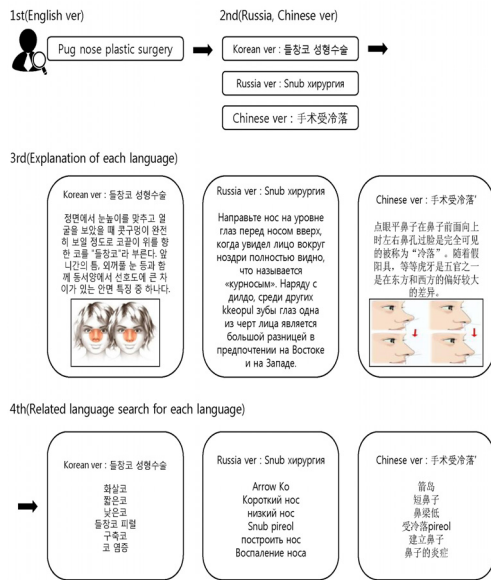 1st(English ver)
2nd(Russia, Chinese ver)
Pug nose plastic surgery
Korean ver : 들창코 성형수술
Russia ver : Snub хирургия
Chinese ver : 手术受冷落
3rd(Explanation of each language)
Korean ver : 들창코 성형수술
정면에서 눈높이를 맞추고 얼
굴을 보았을 때 콧구멍이 완전
히 보일 정도로 코끝이 위를 향
한 코를 "들창코"라 부른다. 앞
니간의 틈, 외꺼풀 눈 등과 함
께 동서양에서 선호도에 큰 차
이가 있는 안면 특징 중 하나다.
Russia ver : Snub хирургия
Направьте нос на уровне
глаз перед носом вверх,
когда увидел лицо вокруг
ноздри полностью видно,
что называется
«курносым». Наряду с
дилдо, среди других
kkeopul зубы глаз одна
из черт лица является
большой разницей в
предпочтении на Востоке
и на Западе.
Chinese ver : 手术受冷落'
点眼平鼻子在鼻子前面向上
时左右鼻孔过脸是完全可见
的被称为“冷落”。随着假
阳具，等等虎牙是五官之一
是在东方和西方的偏好较大
的差异。
4th(Related language search for each language)
Korean ver : 들창코 성형수술
화살코
짧은코
낮은코
들창코 피럴
구축코
코 염증
Russia ver : Snub хирургия
Arrow Ko
Короткий нос
низкий нос
Snub pireol
построить нос
Воспаление носа
Chinese ver : 手术受冷落'
箭岛
短鼻子
鼻梁低
受冷落pireol
建立鼻子
鼻子的炎症